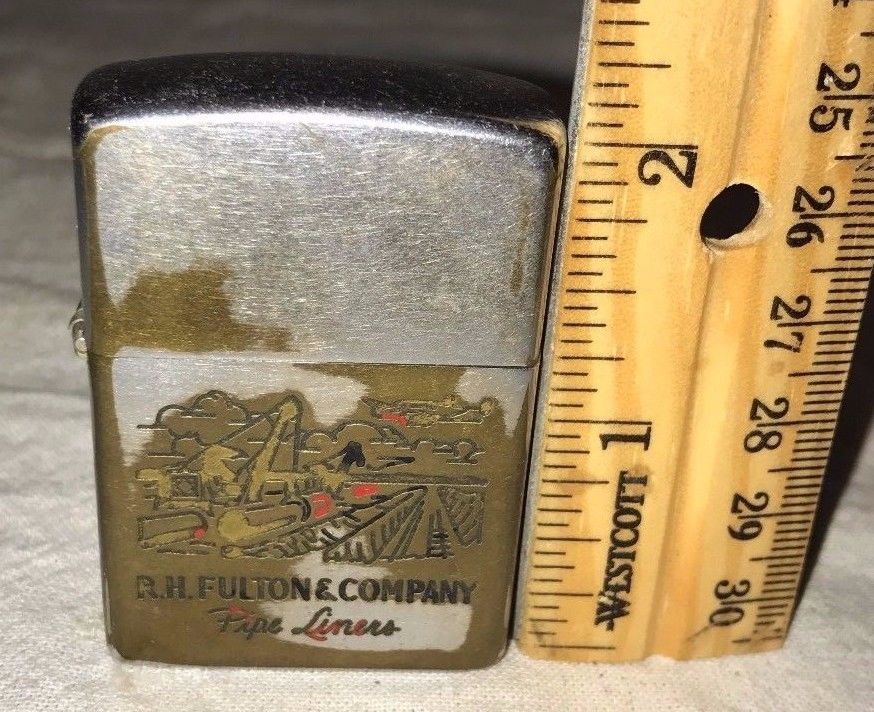 R.H. FULTON & COMPANY
Pipe Liners
2
1
WESTCOTT
25
26
27
28
29
30